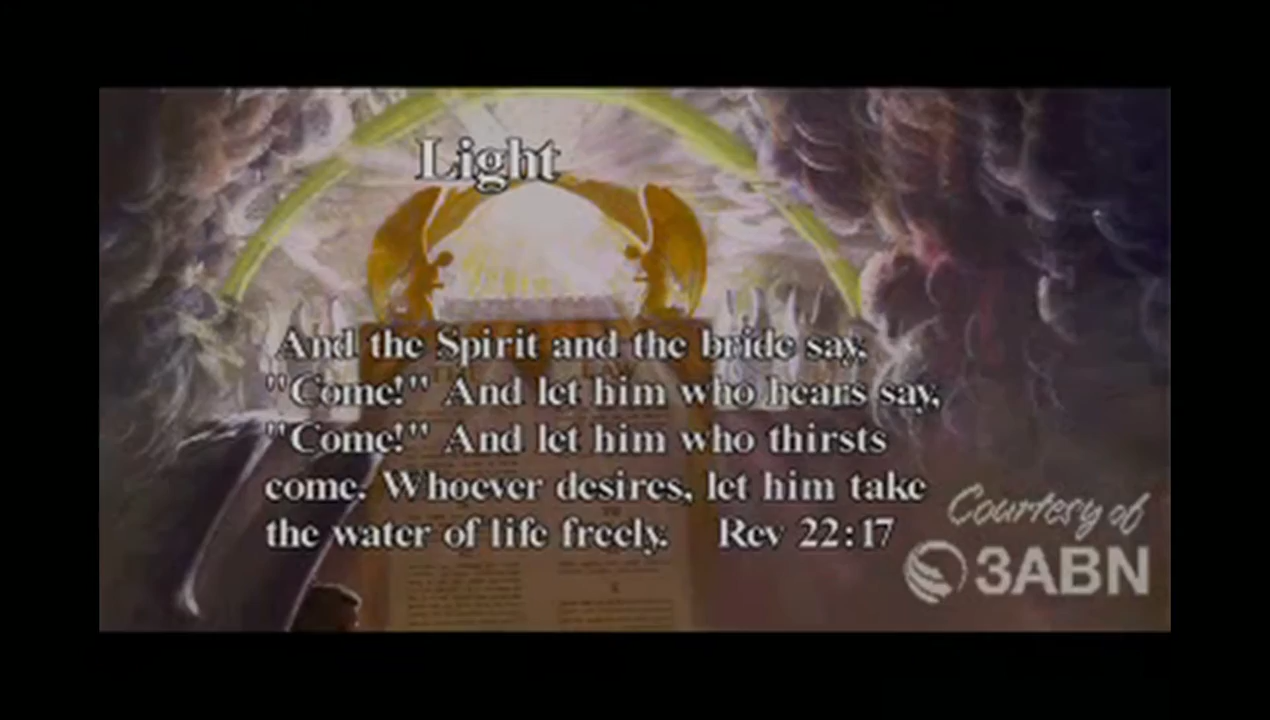 Light
And the Spirit and the bride say,
"Come!" And let him who hears say,
"Come!" And let him who thirsts
come. Whoever desires, let him take
the water of life freely. Rev 22:17
Courtesy of
3ABN